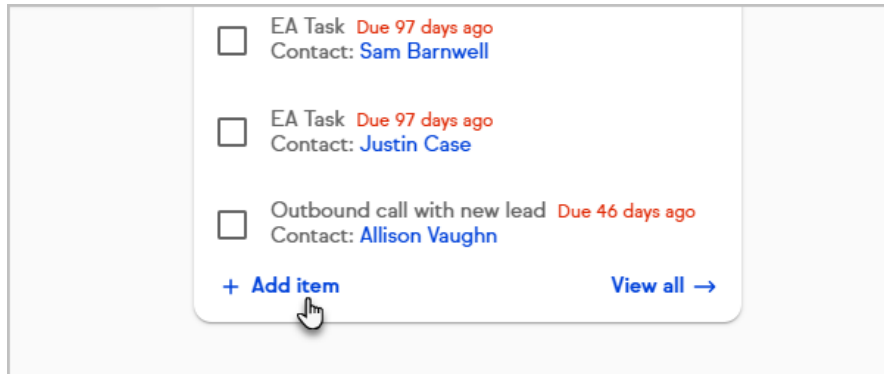 EA Task Due 97 days ago
Contact: Sam Barnwell
EA Task Due 97 days ago
Contact: Justin Case
Outbound call with new lead Due 46 days ago
Contact: Allison Vaughn
+ Add item View all →